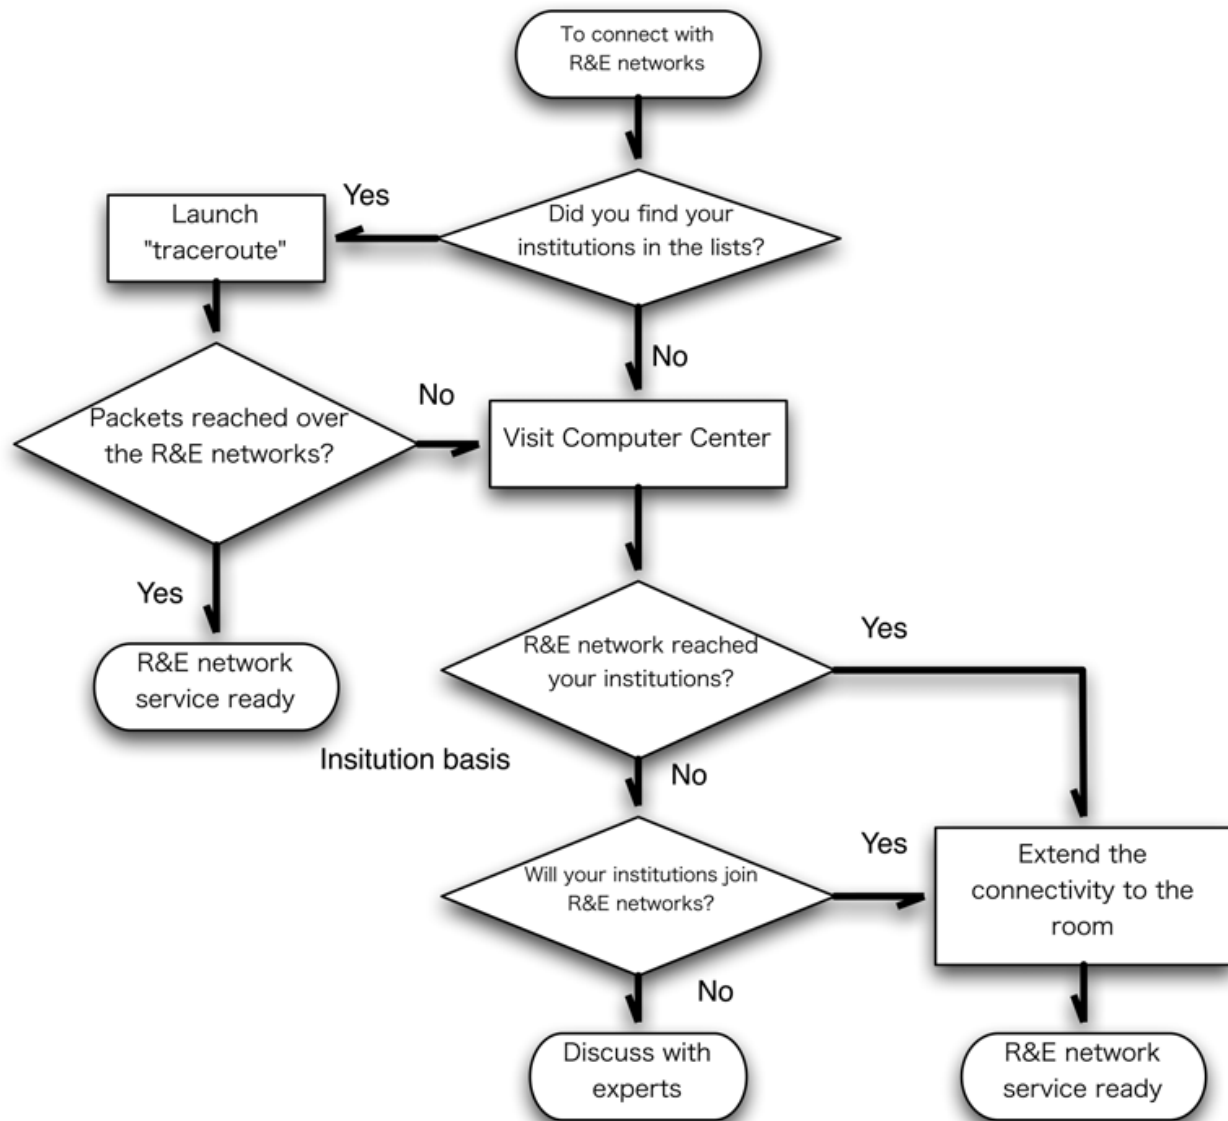 To connect with
R&E networks
Yes
Launch
"traceroute"
Did you find your
institutions in the lists?
No
No
Packets reached over
the R&E networks?
Visit Computer Center
Yes
R&E network
service ready
R&E network reached
your institutions?
Yes
Insitution basis
No
Will your institutions join
R&E networks?
Yes
Extend the
connectivity to the
room
No
Discuss with
experts
R&E network
service ready